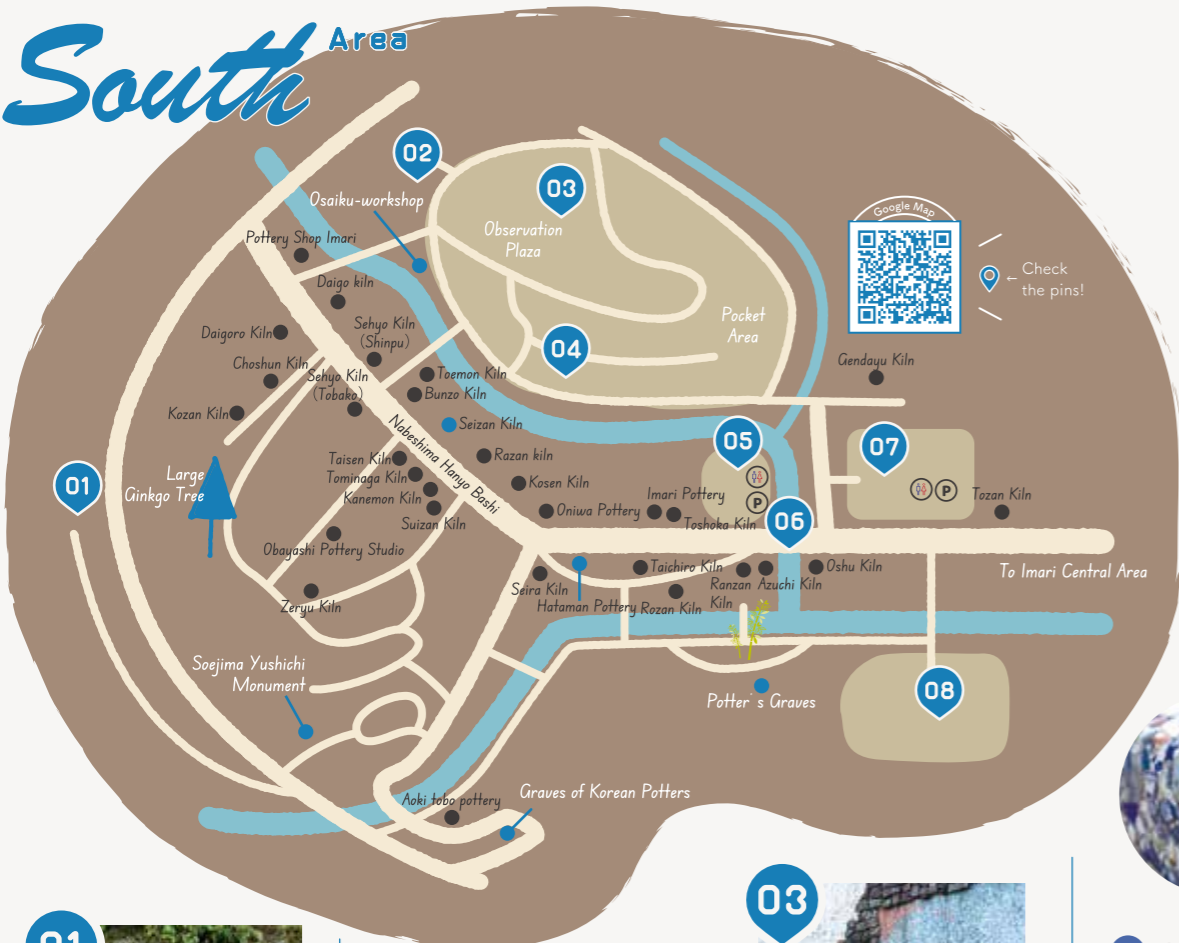 South Area
02
03
Osaiku-workshop
Google Map
Observation
Plaza
Pottery Shop Imari
Check
the pins!
Daigo kiln
Pocket
Area
Daigoro Kiln
Sehyo Kiln
(Shinpu)
04
Gendayu Kiln
Choshun Kiln
Toemon Kiln
Sehyo Kiln
(Tobako)
Bunzo Kiln
Kozan Kiln
Seizan Kiln
Nabeshima Hanyo Bashi
05
07
Taisen Kiln
Razan kiln
Large
Ginkgo Tree
01
Tominaga Kiln
Kosen Kiln
Kanemon Kiln
Imari Pottery
P
P
Tozan Kiln
Suizan Kiln
Oniwa Pottery
Toshoka Kiln
06
Obayashi Pottery Studio
Taichiro Kiln
Oshu Kiln
To Imari Central Area
Seira Kiln
Ranzan
Kiln
Azuchi Kiln
Zeryu Kiln
Hataman Pottery
Rozan Kiln
Soejima Yushichi
Monument
08
Potter's Graves
Graves of Korean Potters
Aoki tobo pottery
03
01